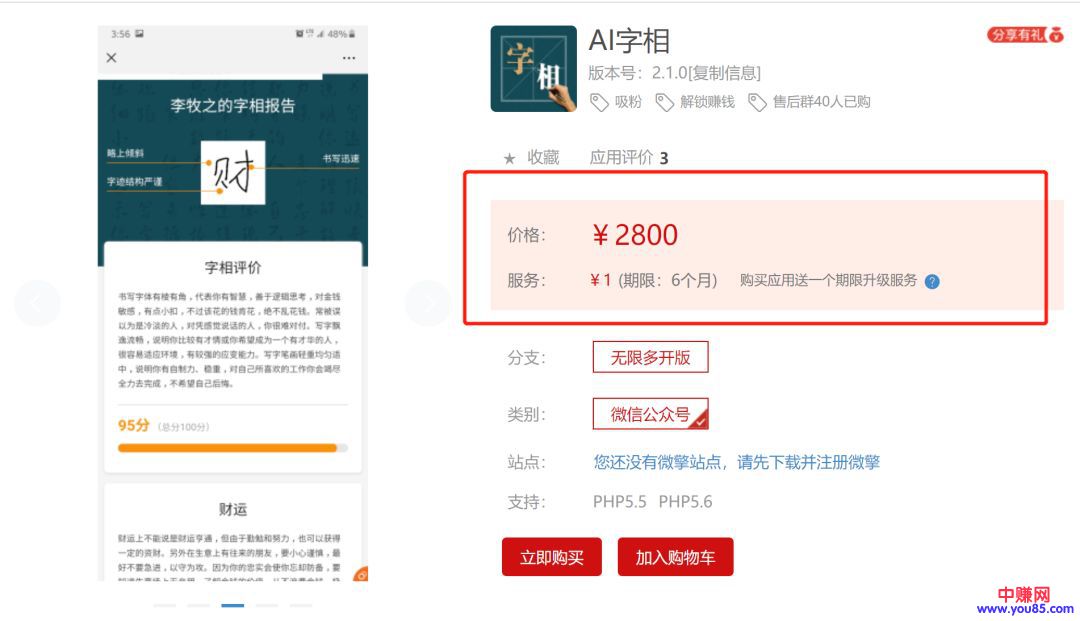 3:56
48%
李牧之的字相报告
略上倾斜
书写迅速
财
字迹结构严谨
字相评价
书写字体有棱有角，代表你有智慧，善于逻辑思考，对金钱
敏感，有点小抠，不过该花的钱肯花，绝不乱花钱。常被误
以为是冷淡的人，对凭感觉说话的人，你很难对付。写字飘
逸流畅，说明你比较有才情或你希望成为一个有才华的人，
很容易适应环境，有较强的应变能力。写字笔画轻重均匀适
中，说明你有自制力、稳重，对自己所喜欢的工作你会竭尽
全力去完成，不希望自己后悔。
95分 （总分100分）
财运
财运上不能说是财运亨通，但由于勤勉和努力，也可以获得
一定的资财。另外在生意上有往来的朋友，要小心谨慎，最
好不要急进，以守为攻。因为你的忠实会使你忘却防备，要
字相
AI字相
分享有礼
版本号：2.1.0[复制信息]
吸粉 解锁赚钱 售后群40人已购
★ 收藏 应用评价 3
价格： ¥2800
服务： ¥1 (期限：6个月) 购买应用送一个期限升级服务 ?
分支： 无限多开版
类别： 微信公众号
站点： 您还没有微擎站点，请先下载并注册微擎
支持： PHP5.5 PHP5.6
立即购买 加入购物车
中赚网
www.you85.com